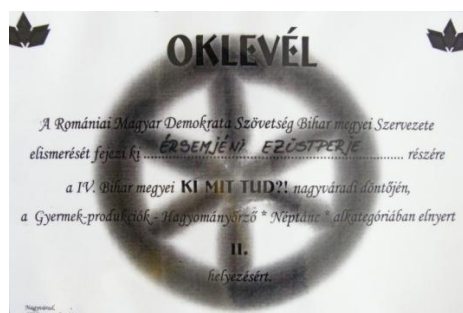 OKLEVÉL
A Romániai Magyar Demokrata Szövetség Bihar megyei Szervezete
elismerését fejezi ki ÉRSEMJÉNI EZÜSTPERJE részére
a IV. Bihar megyei KI MIT TUD?! nagyváradi döntőjén,
a Gyermek-produkciók - Hagyományőrző * Néptánc * alkategóriában elnyert
II.
helyezésért.
Nagyvárad,